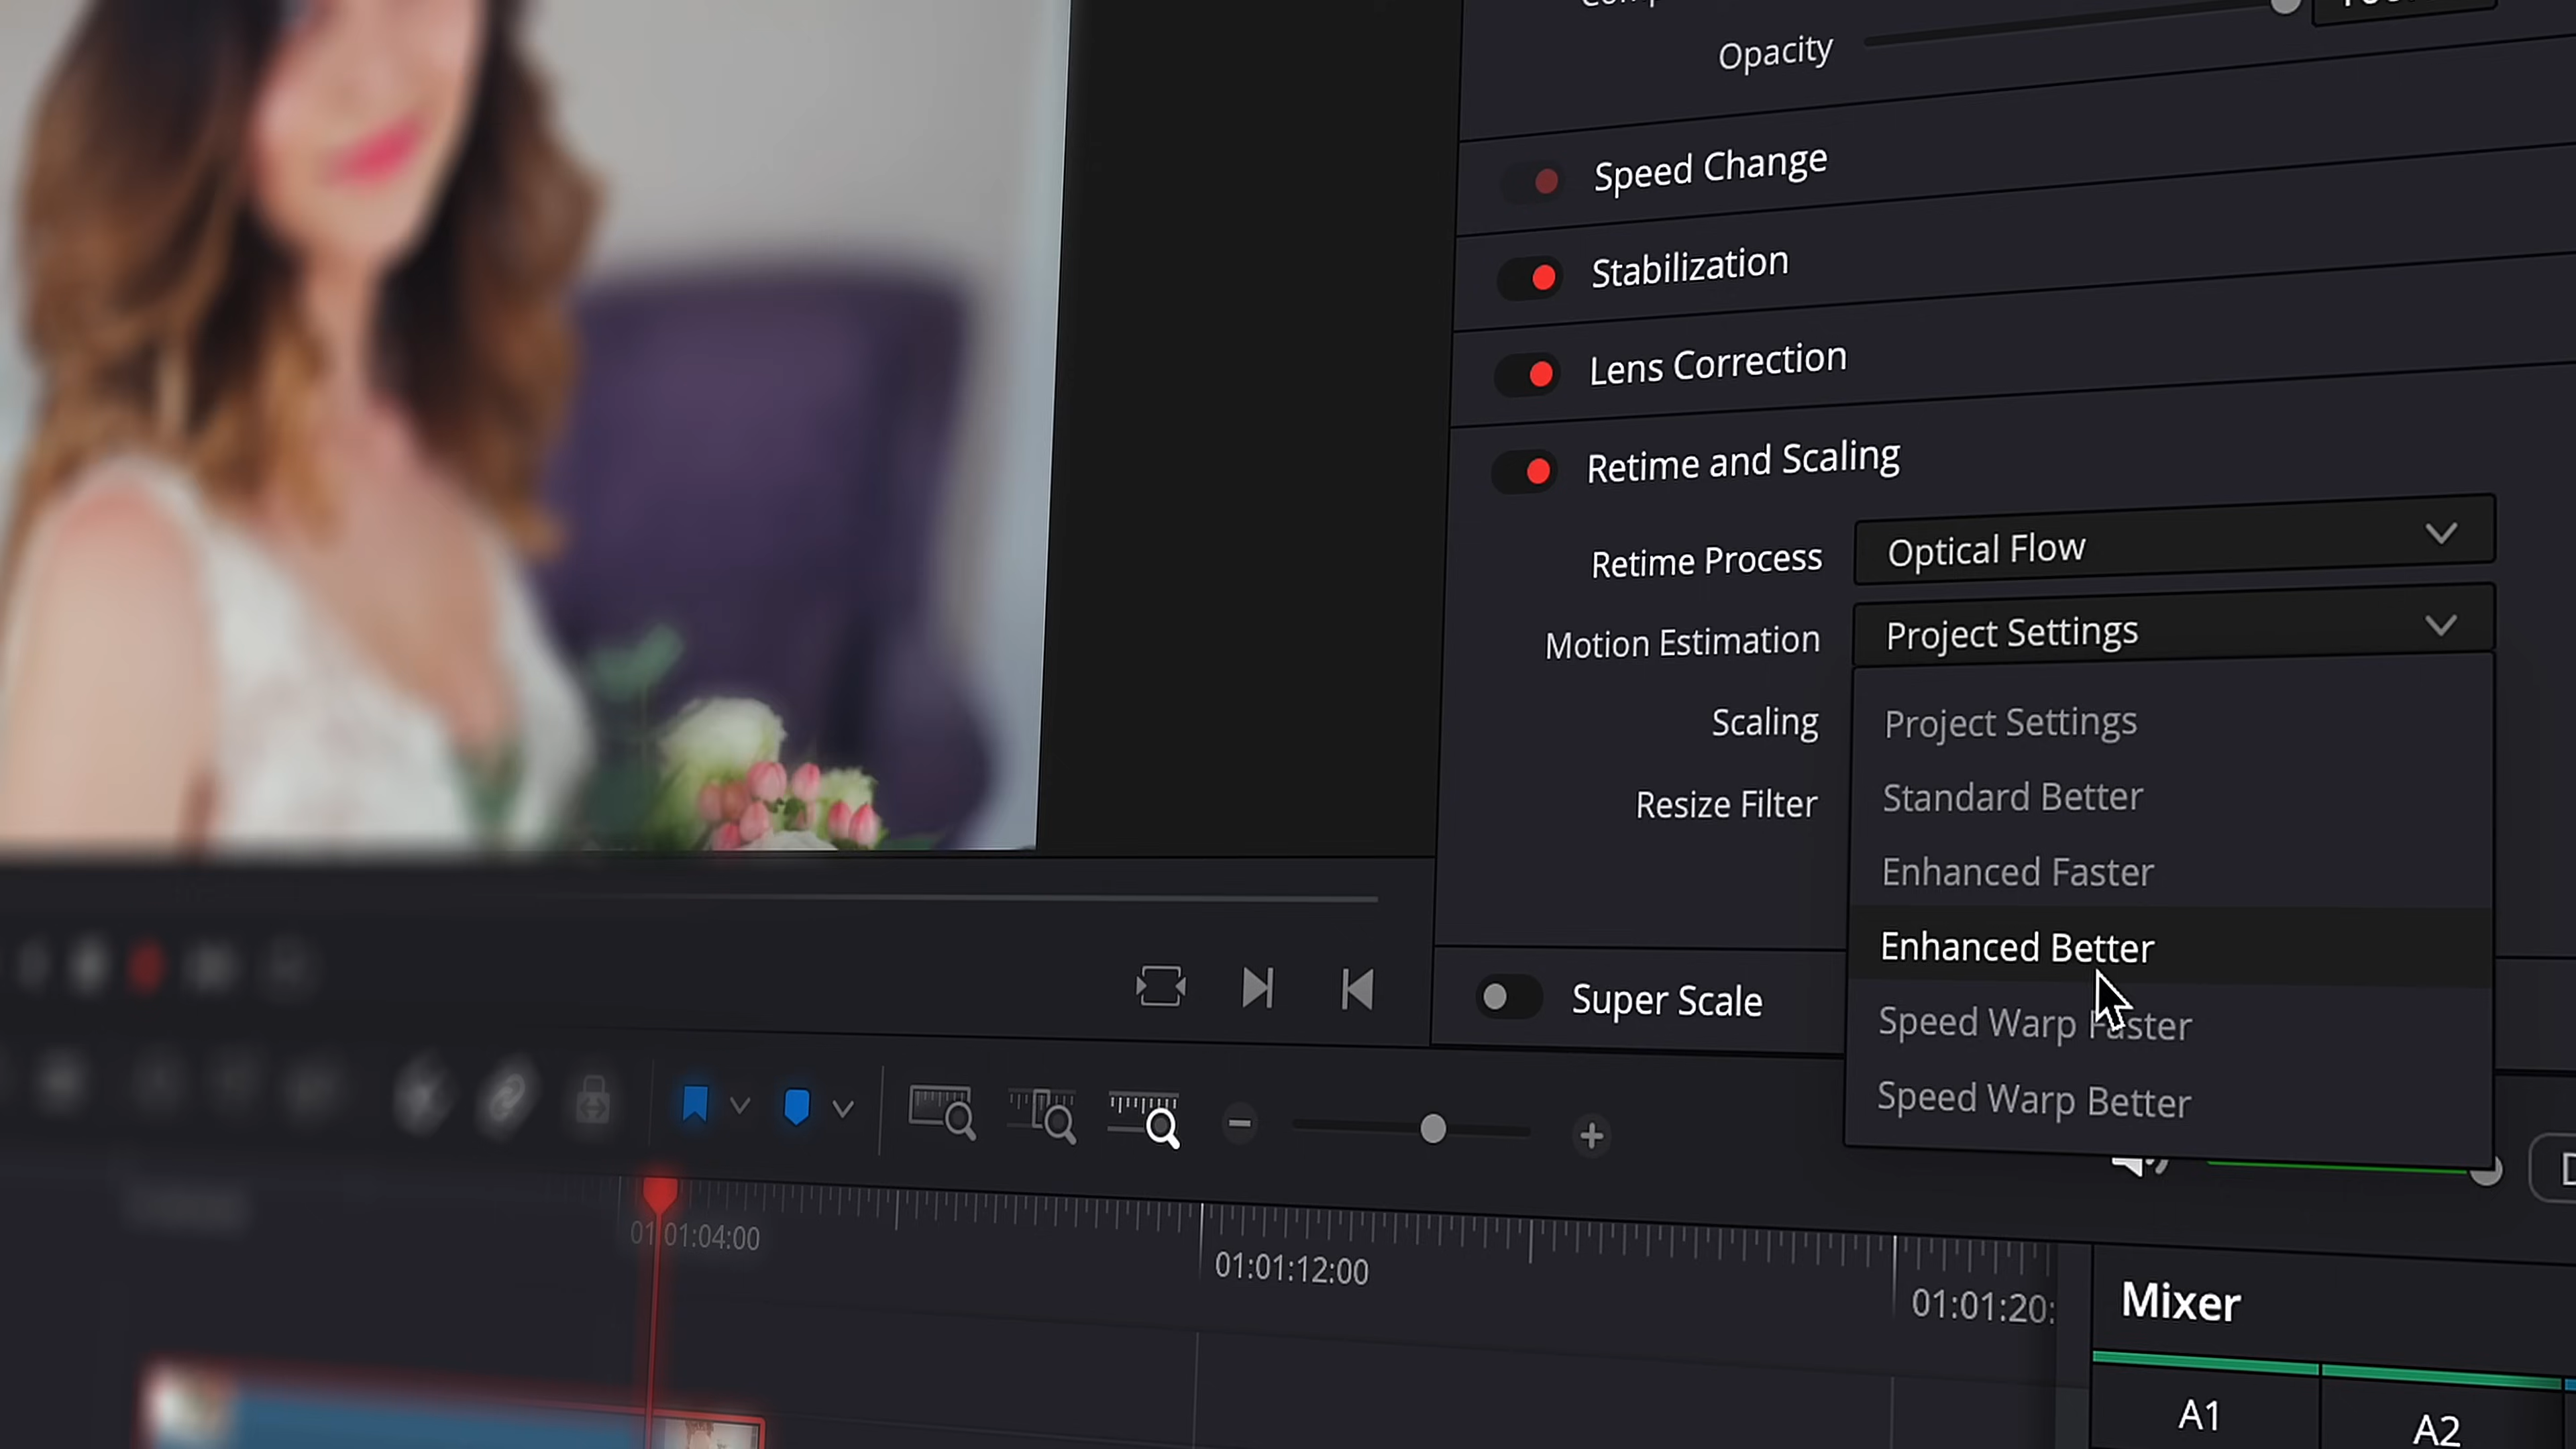 Opacity
Speed Change
Stabilization
Lens Correction
Retime and Scaling
Retime Process
Optical Flow
Motion Estimation
Project Settings
Scaling
Resize Filter
Project Settings
Standard Better
Enhanced Faster
Enhanced Better
Speed Warp Faster
Speed Warp Better
Super Scale
01:01:04:00
01:01:12:00
01:01:20:
Mixer
A1
A2